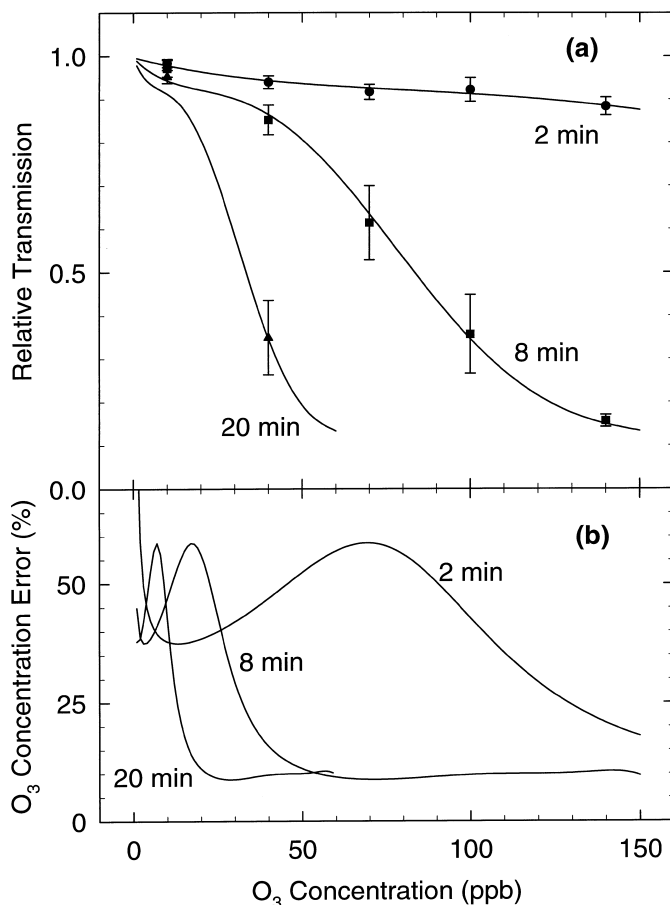 (a)
1.0
0.5
0.0
Relative Transmission
2 min
8 min
20 min
(b)
50
25
0
O3 Concentration Error (%)
2 min
8 min
20 min
0
50
100
150
O3 Concentration (ppb)